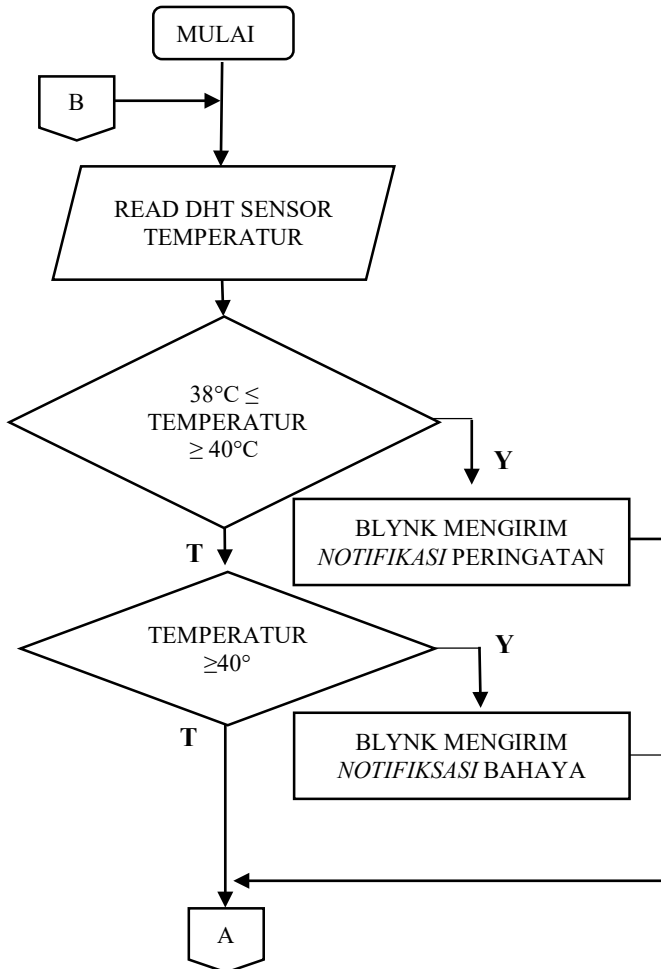 MULAI
B
READ DHT SENSOR
TEMPERATUR
38°C ≤
TEMPERATUR
≥ 40°C
Y
BLYNK MENGIRIM
NOTIFIKASI PERINGATAN
T
TEMPERATUR
≥40°
Y
T
BLYNK MENGIRIM
NOTIFIKSASI BAHAYA
A